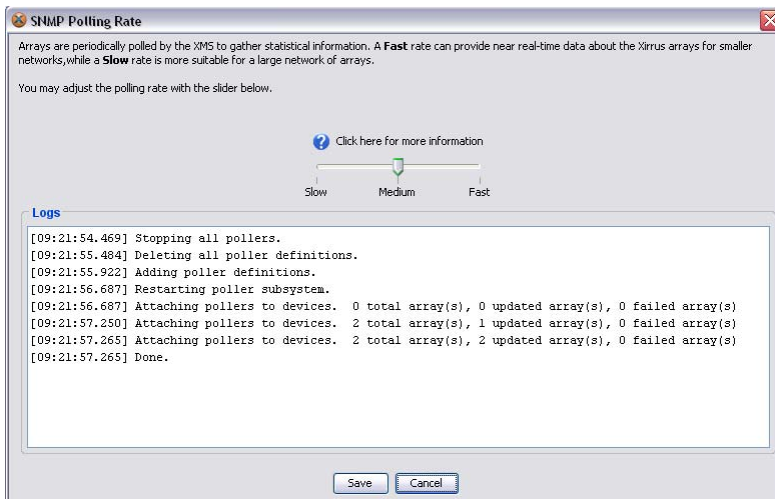 SNMP Polling Rate
Arrays are periodically polled by the XMS to gather statistical information. A Fast rate can provide near real-time data about the Xirrus arrays for smaller
networks,while a Slow rate is more suitable for a large network of arrays.
You may adjust the polling rate with the slider below.
Click here for more information
Slow Medium Fast
Logs
[09:21:54.469] Stopping all pollers.
[09:21:55.484] Deleting all poller definitions.
[09:21:55.922] Adding poller definitions.
[09:21:56.687] Restarting poller subsystem.
[09:21:56.687] Attaching pollers to devices.  0 total array(s), 0 updated array(s), 0 failed array(s)
[09:21:57.250] Attaching pollers to devices.  2 total array(s), 1 updated array(s), 0 failed array(s)
[09:21:57.265] Attaching pollers to devices.  2 total array(s), 2 updated array(s), 0 failed array(s)
[09:21:57.265] Done.
Save Cancel